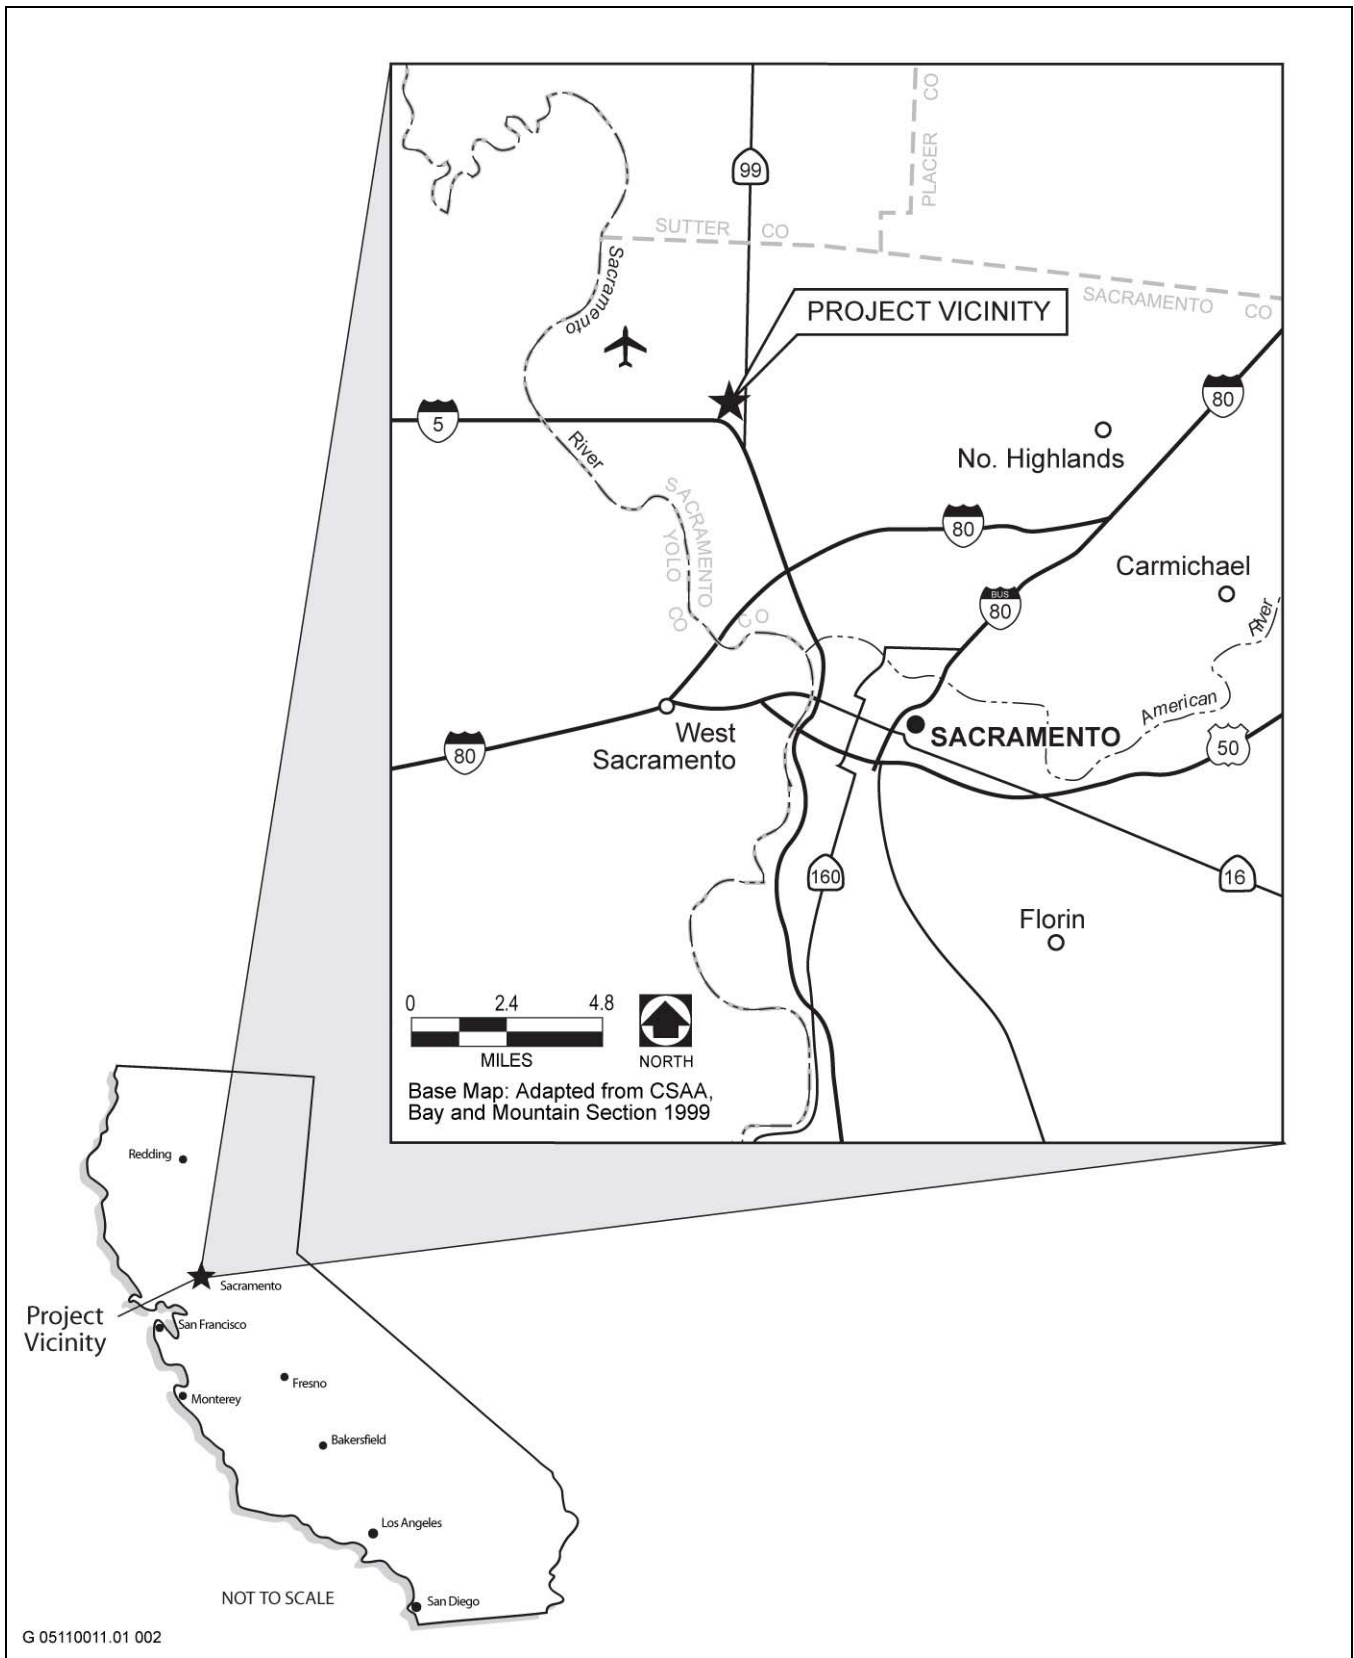 PLACER CO
99
SUTTER CO
Sacramento
SACRAMENTO CO
PROJECT VICINITY
80
5
River
No. Highlands
SACRAMENTO
YOLO
80
Carmichael
BUS
80
CO
CO
River
American
West
Sacramento
SACRAMENTO
50
80
160
16
Florin
0 2.4 4.8
MILES
NORTH
Base Map: Adapted from CSAA,
Bay and Mountain Section 1999
Redding
Sacramento
Project
Vicinity
San Francisco
Fresno
Monterey
Bakersfield
Los Angeles
NOT TO SCALE
San Diego
G 05110011.01 002